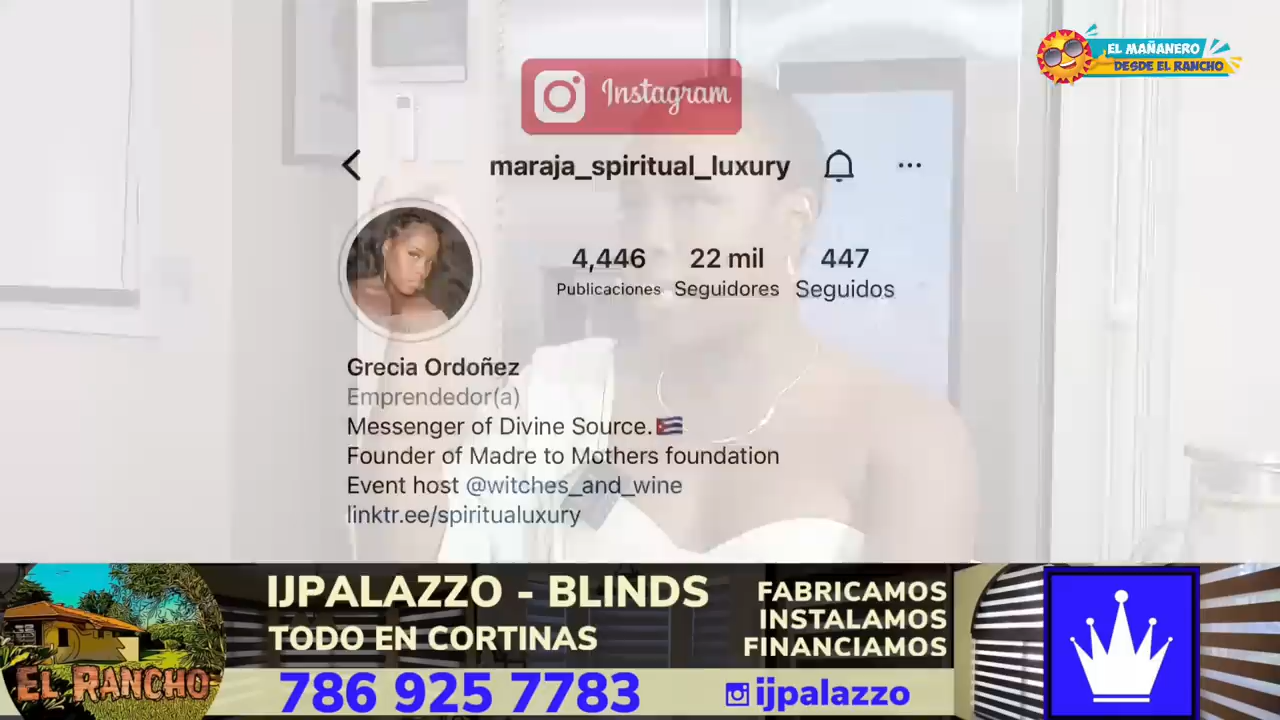 EL MAÑANERO
DESDE EL RANCHO
Instagram
maraja_spiritual_luxury
4,446
22 mil
447
Publicaciones
Seguidores
Seguidos
Grecia Ordoñez
Emprendedor(a)
Messenger of Divine Source.🇨🇺
Founder of Madre to Mothers foundation
Event host @witches_and_wine
linktr.ee/spiritualuxury
IJPALAZZO - BLINDS
TODO EN CORTINAS
FABRICAMOS
INSTALAMOS
FINANCIAMOS
EL RANCHO
786 925 7783
ijpalazzo